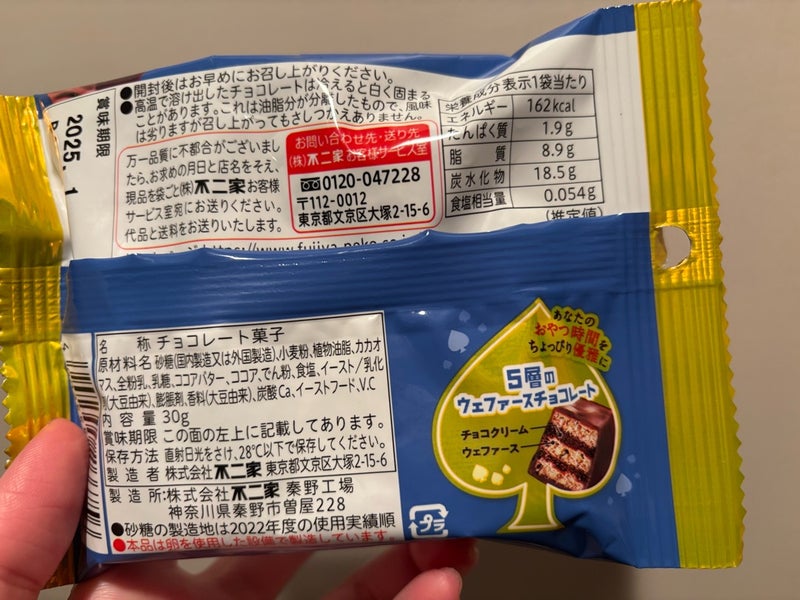 ●開封後はお早めにお召し上がりください。
●高温で溶け出したチョコレートは冷えると白く固まる
ことがあります。これは油脂分が分離したもので、風味
は劣りますが召し上がってもさしつかえありません。
賞味期限
2025.
万一品質に不都合がございまし
たら、お求めの月日と店名をそえ、
現品を袋ごと(株)不二家お客様
サービス室宛にお送りください。
代品と送料をお送りいたします。
お問い合わせ先・送り先
(株)不二家お客様サービス室
0120-047228
〒112-0012
東京都文京区大塚2-15-6
栄養成分表示1袋当たり
エネルギー 162kcal
たんぱく質 1.9g
脂質 8.9g
炭水化物 18.5g
食塩相当量 0.054g
(推定値)
名称 チョコレート菓子
原材料名 砂糖(国内製造又は外国製造)、小麦粉、植物油脂、カカオ
マス、全粉乳、乳糖、ココアバター、ココア、でん粉、食塩、イースト/乳化
剤(大豆由来)、膨脹剤、香料(大豆由来)、炭酸Ca、イーストフード、V.C
内容量 30g
賞味期限 この面の左上に記載してあります。
保存方法 直射日光をさけ、28℃以下で保存してください。
製造者 株式会社不二家 東京都文京区大塚2-15-6
製造所:株式会社不二家 秦野工場
神奈川県秦野市曽屋228
●砂糖の製造地は2022年度の使用実績順
●本品は卵を使用した設備で製造しています。
あなたの
おやつ時間を
ちょっぴり優雅に
5層の
ウェファースチョコレート
チョコクリーム
ウェファース
プラ